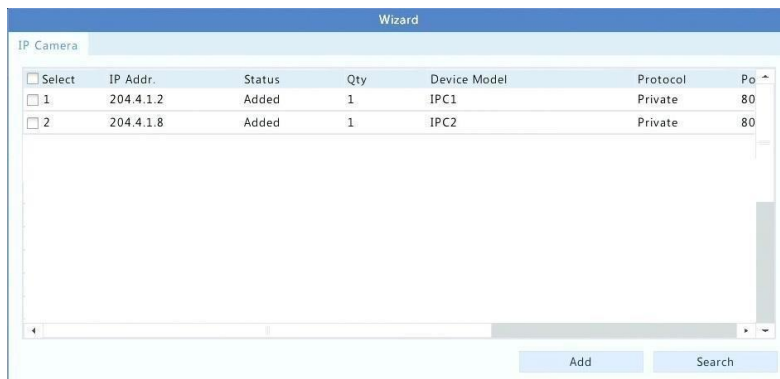 Wizard
IP Camera
Select IP Addr. Status Qty Device Model Protocol Po
1 204.4.1.2 Added 1 IPC1 Private 80
2 204.4.1.8 Added 1 IPC2 Private 80
Add Search